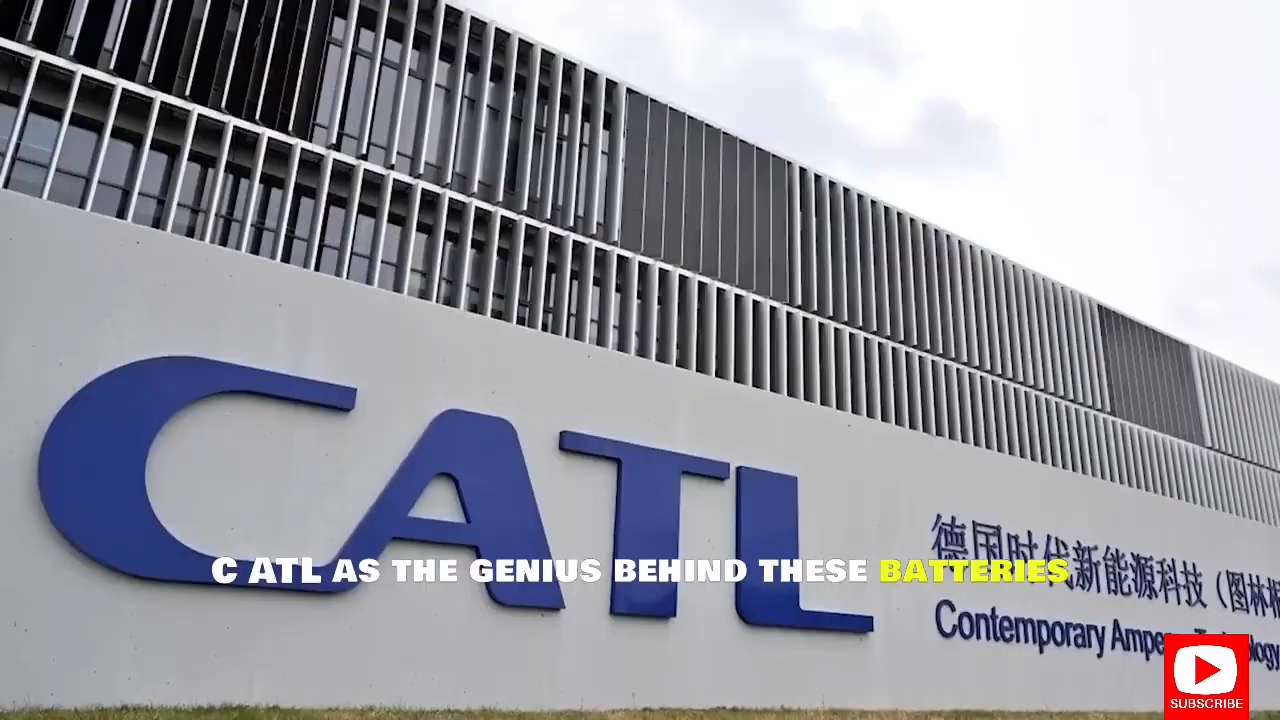 CATL
德国时代新能源科技（图林
Contemporary Ampe
C ATL AS THE GENIUS BEHIND THESE BATTERIES
SUBSCRIBE